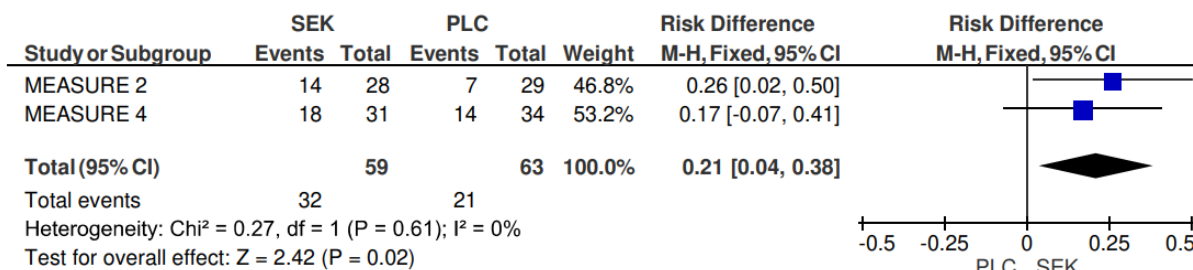 SEK PLC Risk Difference Risk Difference
Study or Subgroup Events Total Events Total Weight M-H, Fixed, 95% CI M-H, Fixed, 95% CI
MEASURE 2 14 28 7 29 46.8% 0.26 [0.02, 0.50]
MEASURE 4 18 31 14 34 53.2% 0.17 [-0.07, 0.41]
Total (95% CI) 59 63 100.0% 0.21 [0.04, 0.38]
Total events 32 21
Heterogeneity: Chi² = 0.27, df = 1 (P = 0.61); I² = 0%
Test for overall effect: Z = 2.42 (P = 0.02)
-0.5 -0.25 0 0.25 0.5
PLC SEK